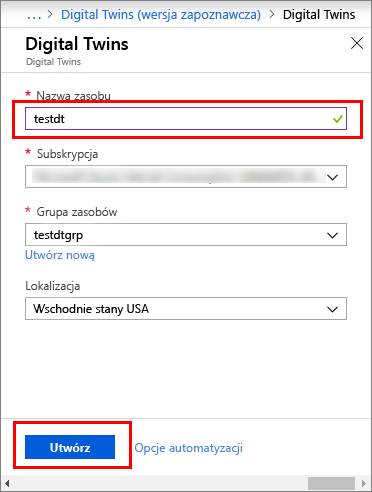 ... > Digital Twins (wersja zapoznawcza) > Digital Twins
Digital Twins
Digital Twins
* Nazwa zasobu
testdt
* Subskrypcja
* Grupa zasobów
testdtgrp
Utwórz nową
Lokalizacja
Wschodnie stany USA
Utwórz Opcje automatyzacji